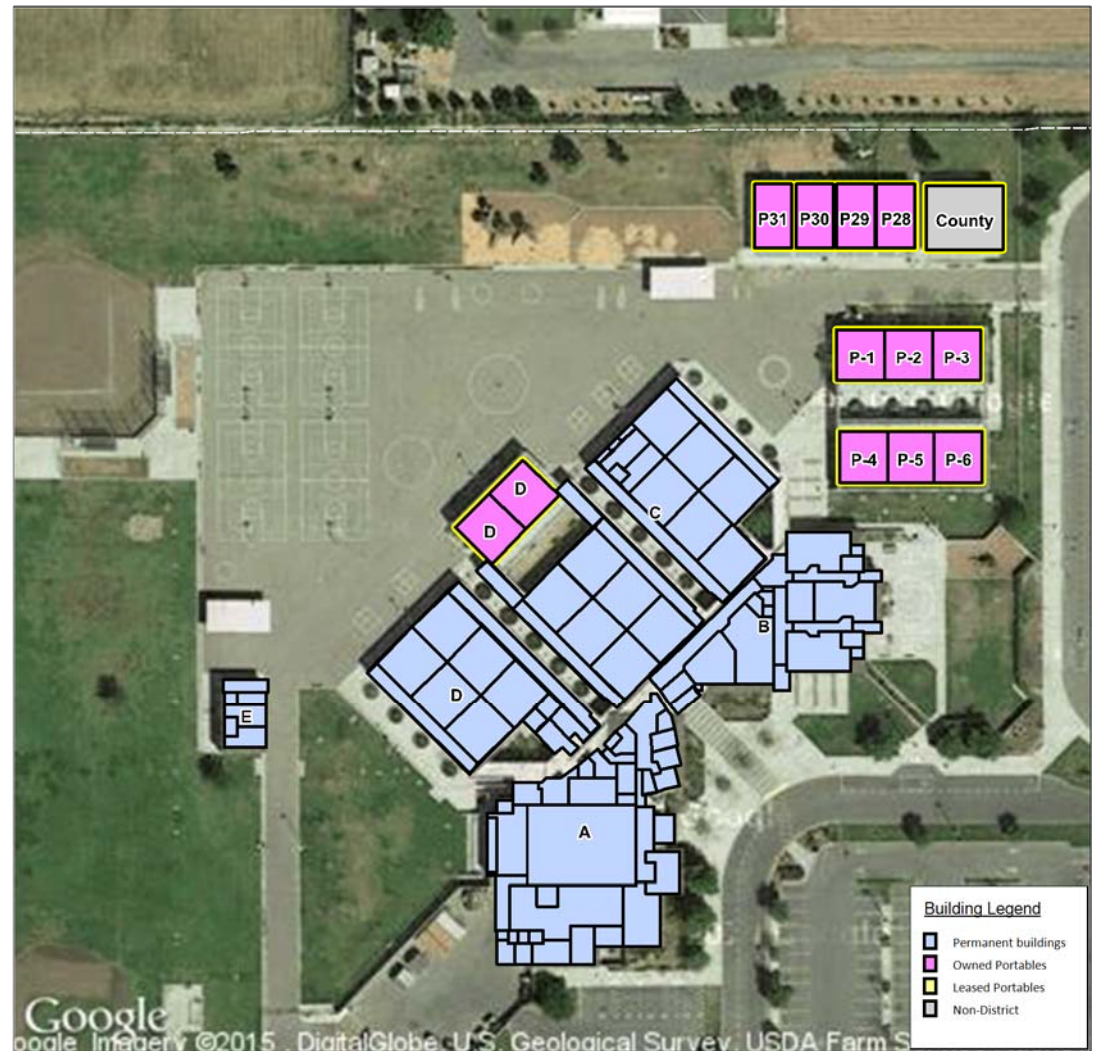 P31 P30 P29 P28 County
P-1 P-2 P-3
P-4 P-5 P-6
D
D
C
B
D
E
A
Building Legend
Permanent buildings
Owned Portables
Leased Portables
Non-District
Google
oogle Imagery ©2015 , DigitalGlobe, U.S. Geological Survey, USDA Farm S